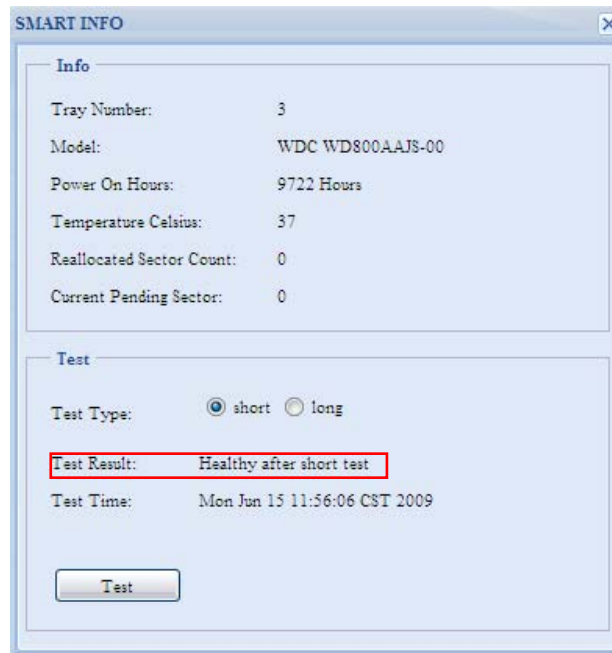 SMART INFO
Info
Tray Number: 3
Model: WDC WD800AAJS-00
Power On Hours: 9722 Hours
Temperature Celsius: 37
Reallocated Sector Count: 0
Current Pending Sector: 0
Test
Test Type: short long
Test Result: Healthy after short test
Test Time: Mon Jun 15 11:56:06 CST 2009
Test